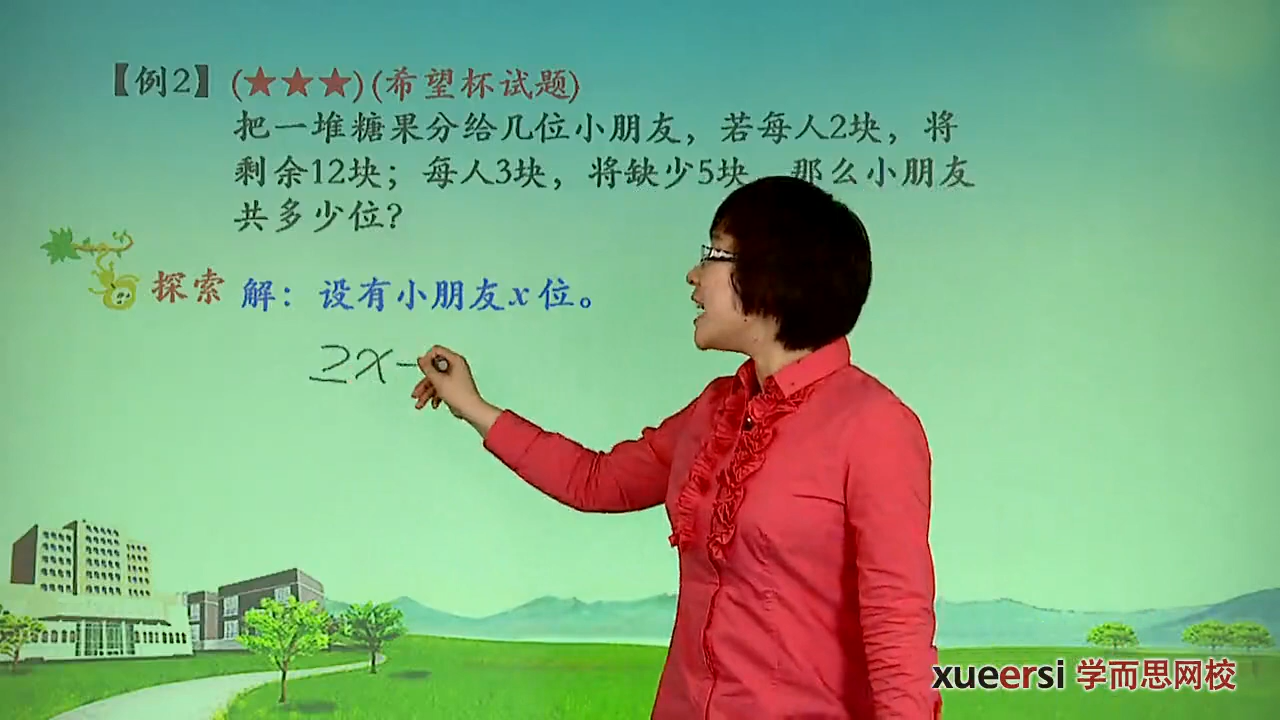 【例2】(★★★)(希望杯试题)
把一堆糖果分给几位小朋友，若每人2块，将
剩余12块；每人3块，将缺少5块，那么小朋友
共多少位？
探索 解：设有小朋友x位。
2x-
xueersi 学而思网校